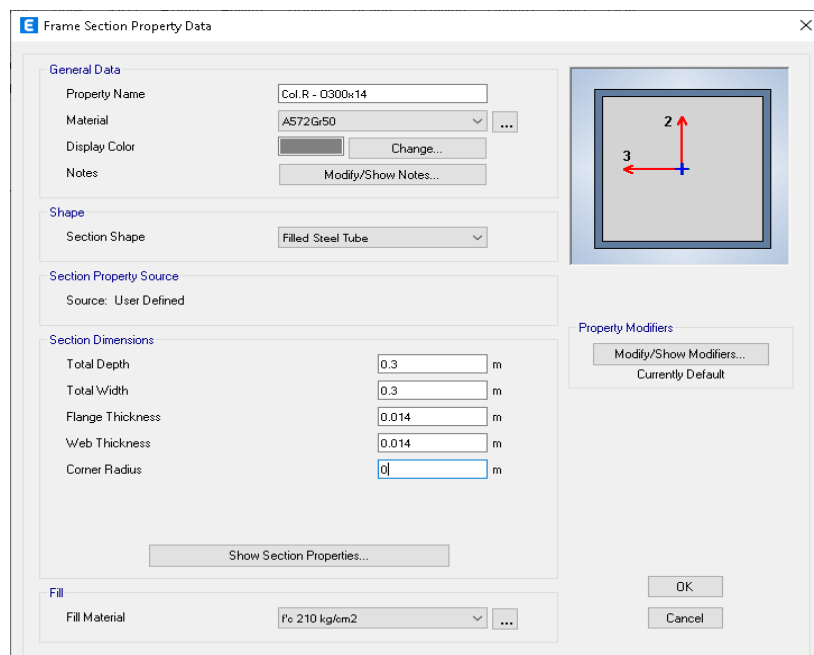 E Frame Section Property Data
General Data
Property Name Col.R - O300x14
Material A572Gr50 ...
Display Color Change...
Notes Modify/Show Notes...
Shape
Section Shape Filled Steel Tube
Section Property Source
Source: User Defined
Section Dimensions
Total Depth 0.3 m
Total Width 0.3 m
Flange Thickness 0.014 m
Web Thickness 0.014 m
Corner Radius 0 m
Show Section Properties...
Fill
Fill Material f'c 210 kg/cm2 ...
2
3
Property Modifiers
Modify/Show Modifiers...
Currently Default
OK
Cancel